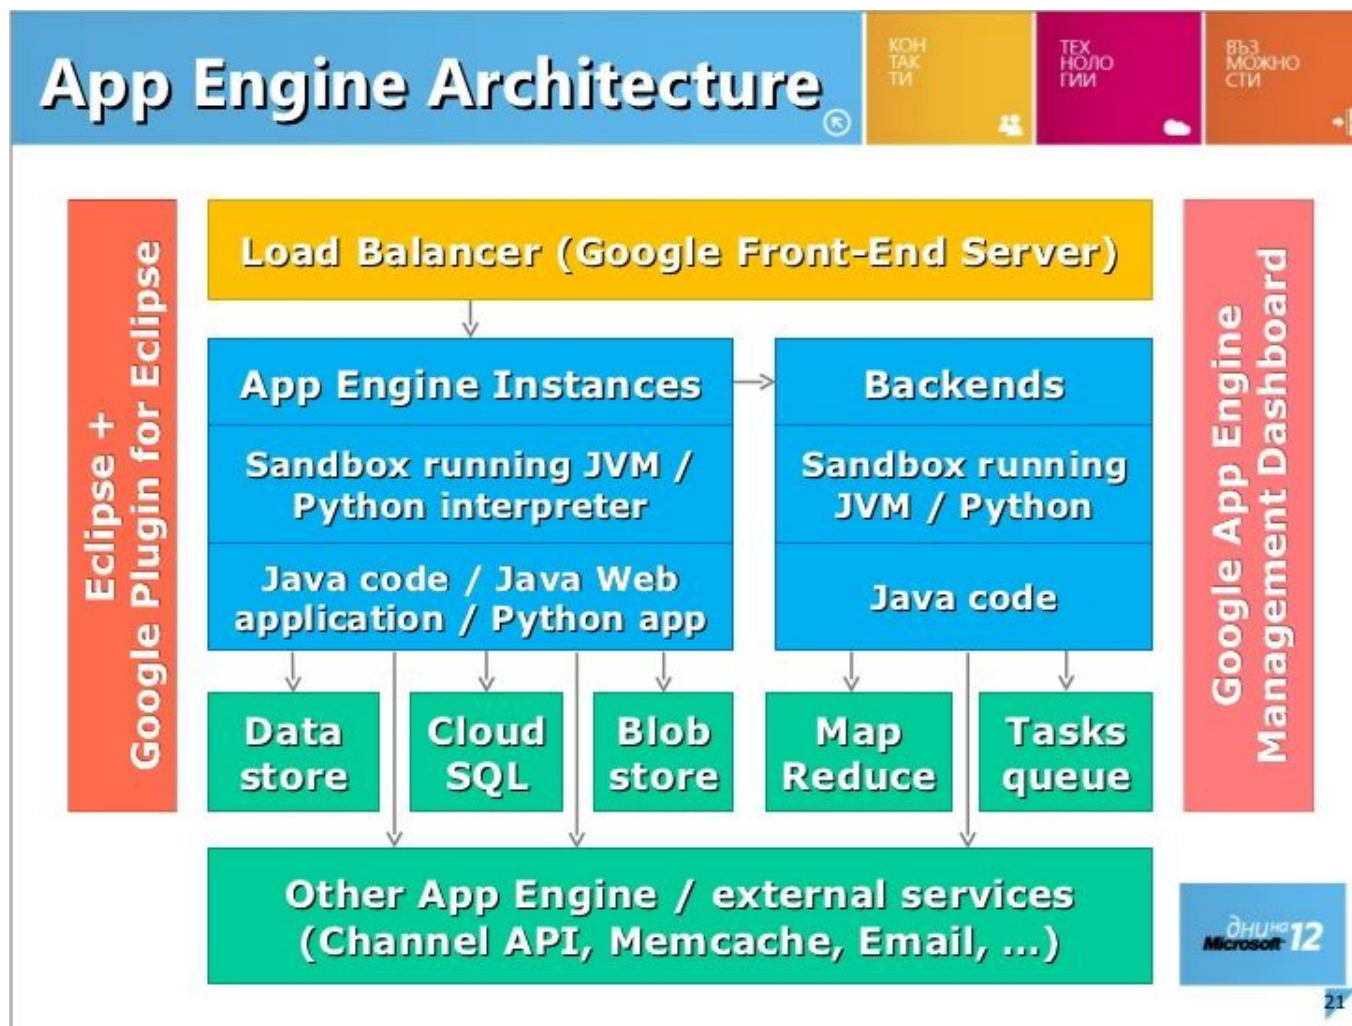 App Engine Architecture
КОН
ТАК
ТИ
ТЕХ
НОЛО
ГИИ
ВЪЗ
МОЖНО
СТИ
Eclipse +
Google Plugin for Eclipse
Load Balancer (Google Front-End Server)
App Engine Instances
Sandbox running JVM /
Python interpreter
Java code / Java Web
application / Python app
Backends
Sandbox running
JVM / Python
Java code
Data
store
Cloud
SQL
Blob
store
Map
Reduce
Tasks
queue
Other App Engine / external services
(Channel API, Memcache, Email, ...)
Google App Engine
Management Dashboard
дни на
Microsoft 12
21